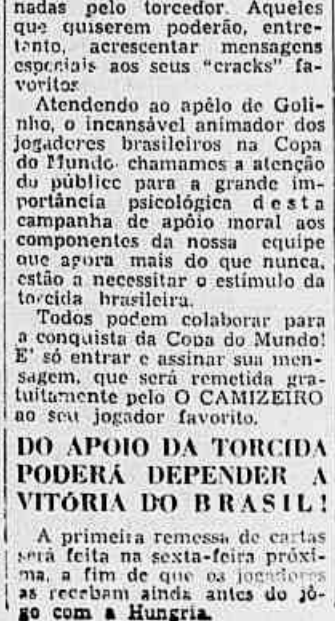 nadas pelo torcedor. Aqueles
que quiserem poderão, entre-
tanto, acrescentar mensagens
especiais aos seus "cracks" fa-
voritos
Atendendo ao apêlo de Goli-
nho, o incansável animador dos
jogadores brasileiros na Copa
do Mundo chamamos a atenção
do públicc para a grande im-
portância psicológica desta
campanha de apôio moral aos
componentes da nossa equipe
que agora mais do que nunca,
estão a necessitar o estímulo da
torcida brasileira.
Todos podem colaborar para
a conquista da Copa do Mundo!
E' só entrar e assinar sua men-
sagem, que será remetida gra-
tuitamente pelo O CAMIZEIRO
ao seu jogador favorito.
DO APOIO DA TORCIDA
PODERÁ DEPENDER A
VITÓRIA DO BRASIL!
A primeira remessa de cartas
será feita na sexta-feira próxi-
ma, a fim de que os jogadores
as recebam ainda antes do jô-
go com a Hungria.